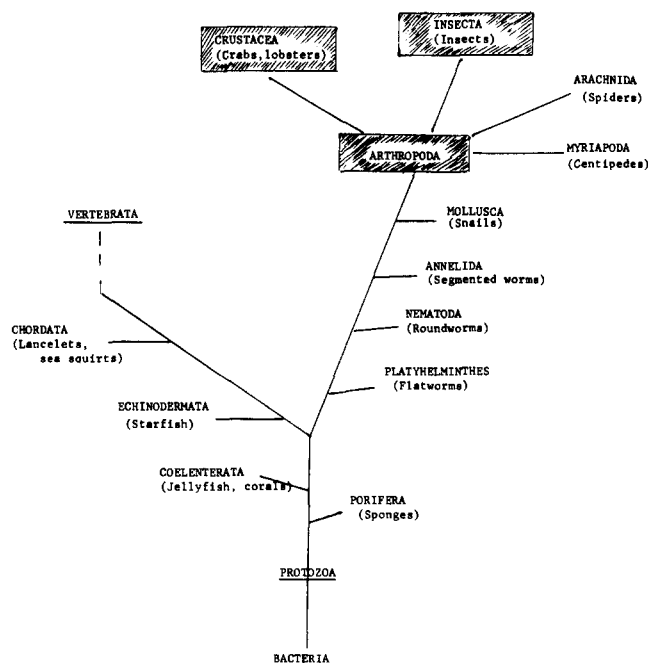 INSECTA
(Insects)
CRUSTACEA
(Crabs, lobsters)
ARACHNIDA
(Spiders)
ARTHROPODA
MYRIAPODA
(Centipedes)
VERTEBRATA
MOLLUSCA
(Snails)
ANNELIDA
(Segmented worms)
NEMATODA
(Roundworms)
CHORDATA
(Lancelets,
sea squirts)
PLATYHELMINTHES
(Flatworms)
ECHINODERMATA
(Starfish)
COELENTERATA
(Jellyfish, corals)
PORIFERA
(Sponges)
PROTOZOA
BACTERIA